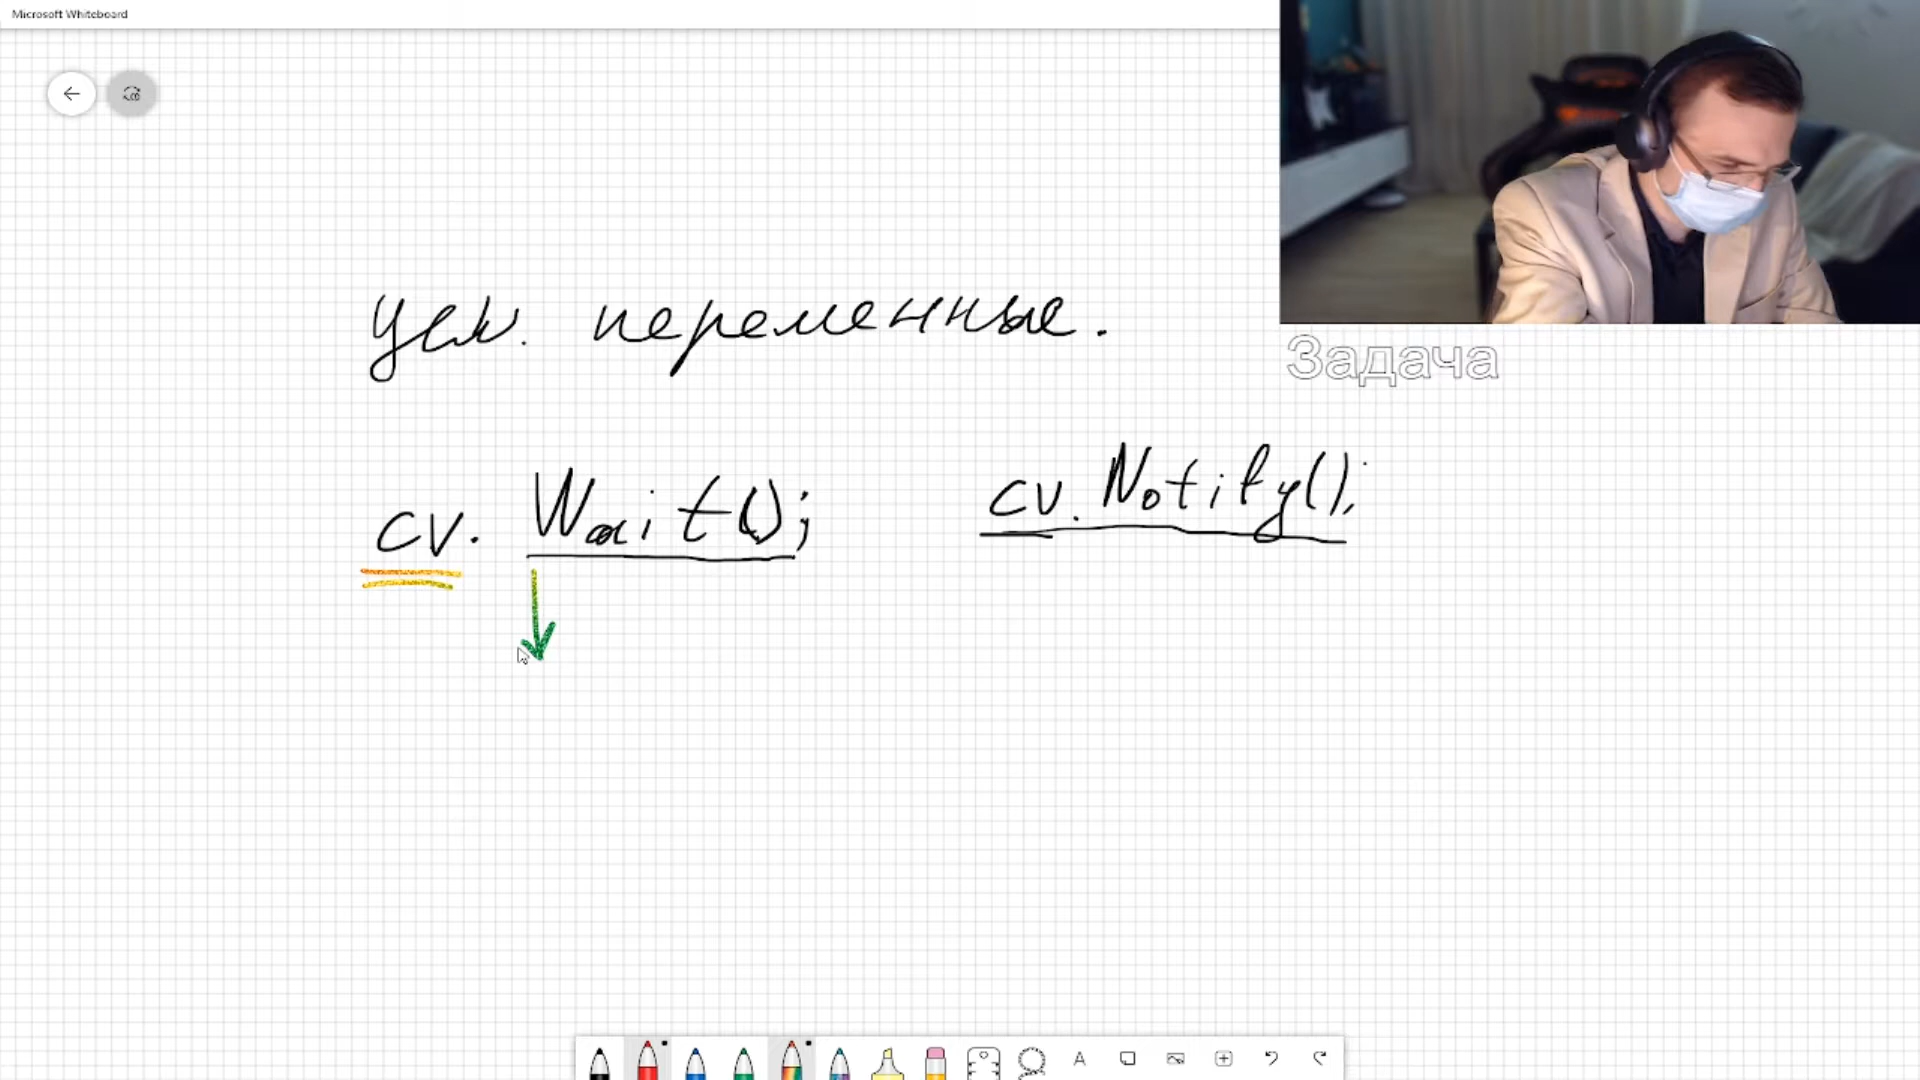 Microsoft Whiteboard
Усл. переменные.
Задача
cv. Wait(); cv. Notify();
A